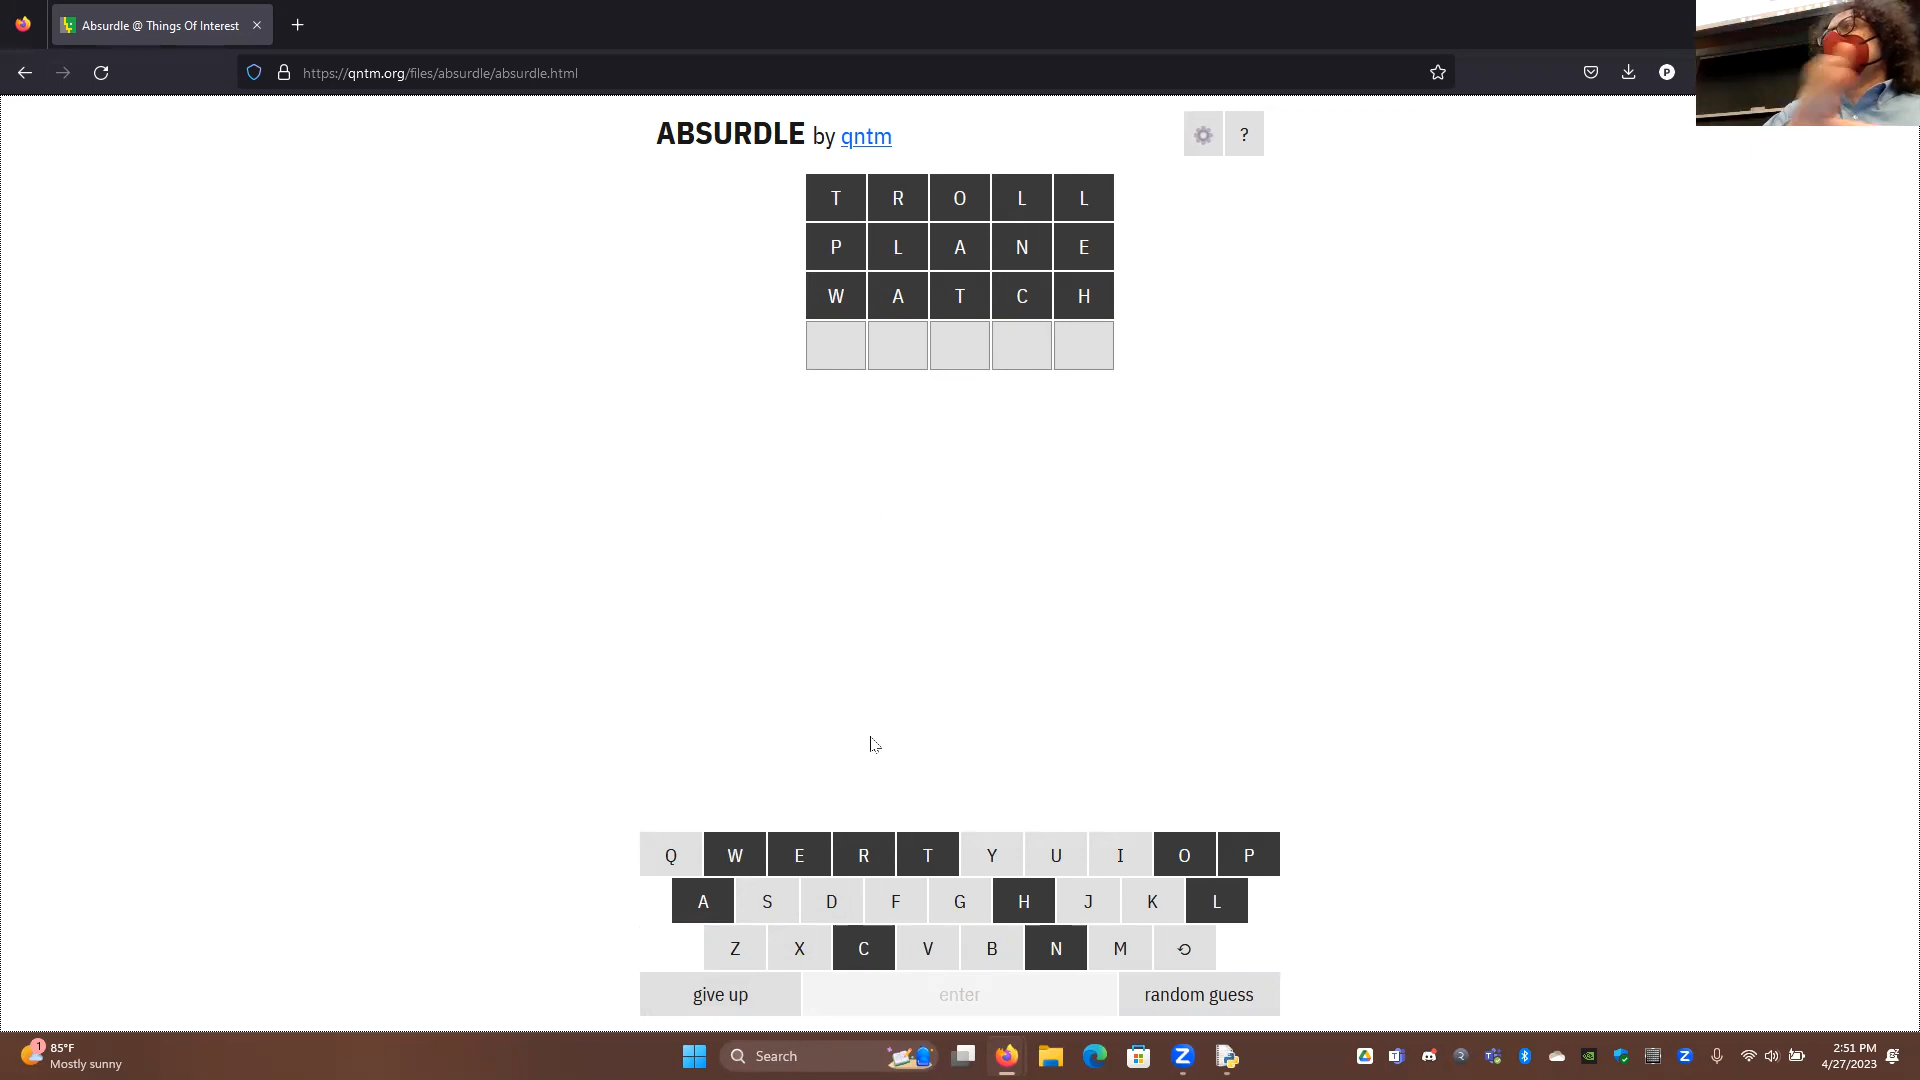 Absurdle @ Things Of Interest
https://qntm.org/files/absurdle/absurdle.html
P
ABSURDLE by qntm
?
T R O L L
P L A N E
W A T C H
Q W E R T Y U I O P
A S D F G H J K L
Z X C V B N M
give up enter random guess
1
85°F
Mostly sunny
Search
2:51 PM
4/27/2023